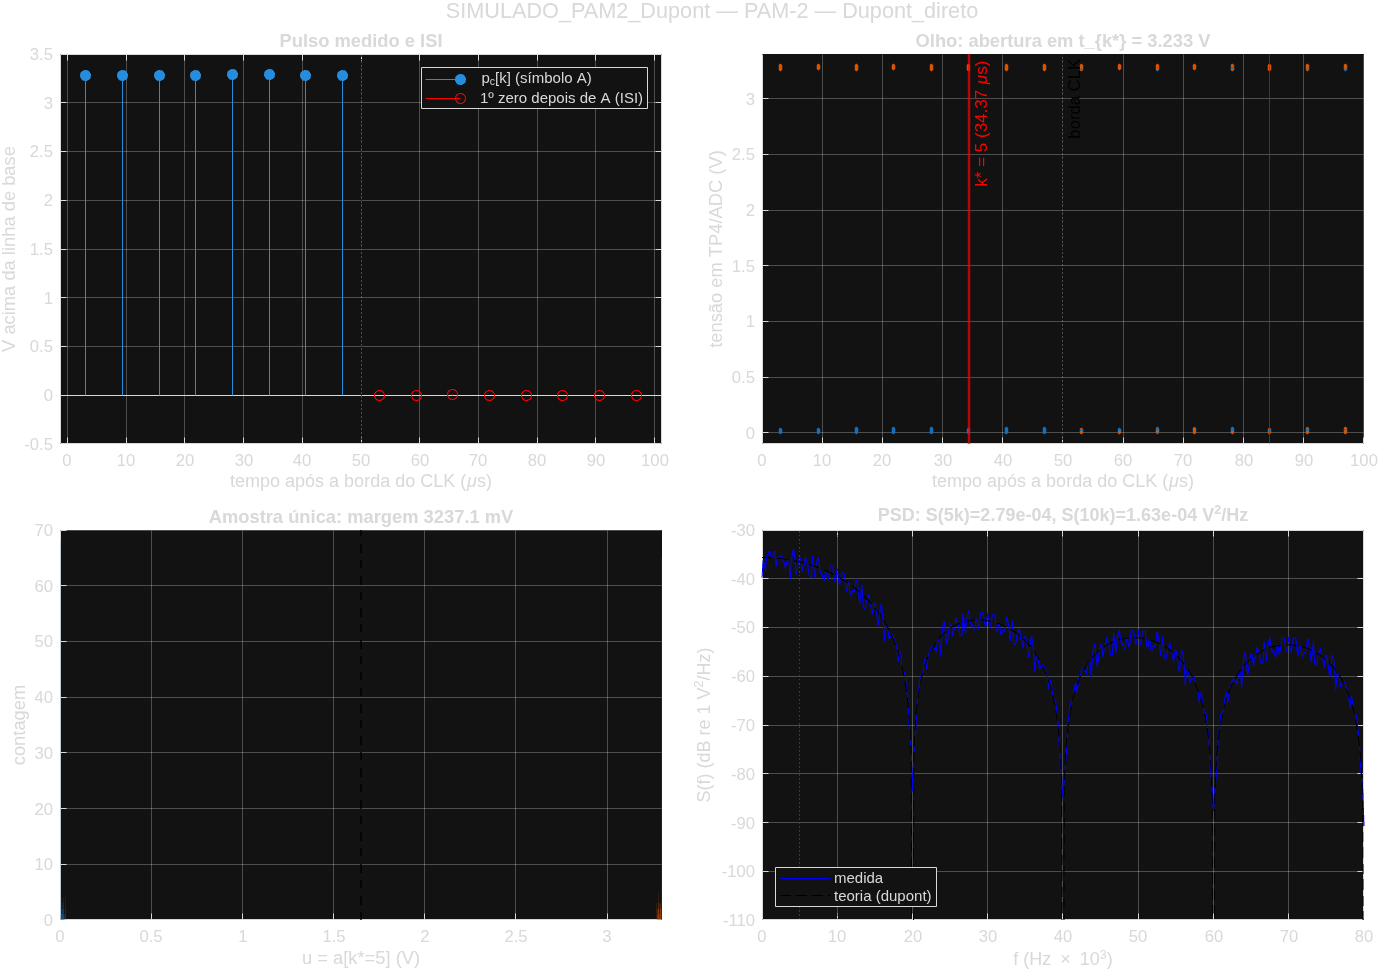 SIMULADO_PAM2_Dupont — PAM-2 — Dupont_direto
Pulso medido e ISI
3.5
3
2.5
2
1.5
1
0.5
0
-0.5
V acima da linha de base
p_c[k] (símbolo A)
1º zero depois de A (ISI)
0 10 20 30 40 50 60 70 80 90 100
tempo após a borda do CLK (μs)
Olho: abertura em t_{k*} = 3.233 V
3
2.5
2
1.5
1
0.5
0
tensão em TP4/ADC (V)
k* = 5 (34.37 μs)
borda CLK
0 10 20 30 40 50 60 70 80 90 100
tempo após a borda do CLK (μs)
Amostra única: margem 3237.1 mV
70
60
50
40
30
20
10
0
contagem
0 0.5 1 1.5 2 2.5 3
u = a[k*=5] (V)
PSD: S(5k)=2.79e-04, S(10k)=1.63e-04 V²/Hz
-30
-40
-50
-60
-70
-80
-90
-100
-110
S(f) (dB re 1 V²/Hz)
medida
teoria (dupont)
0 10 20 30 40 50 60 70 80
f (Hz × 10³)